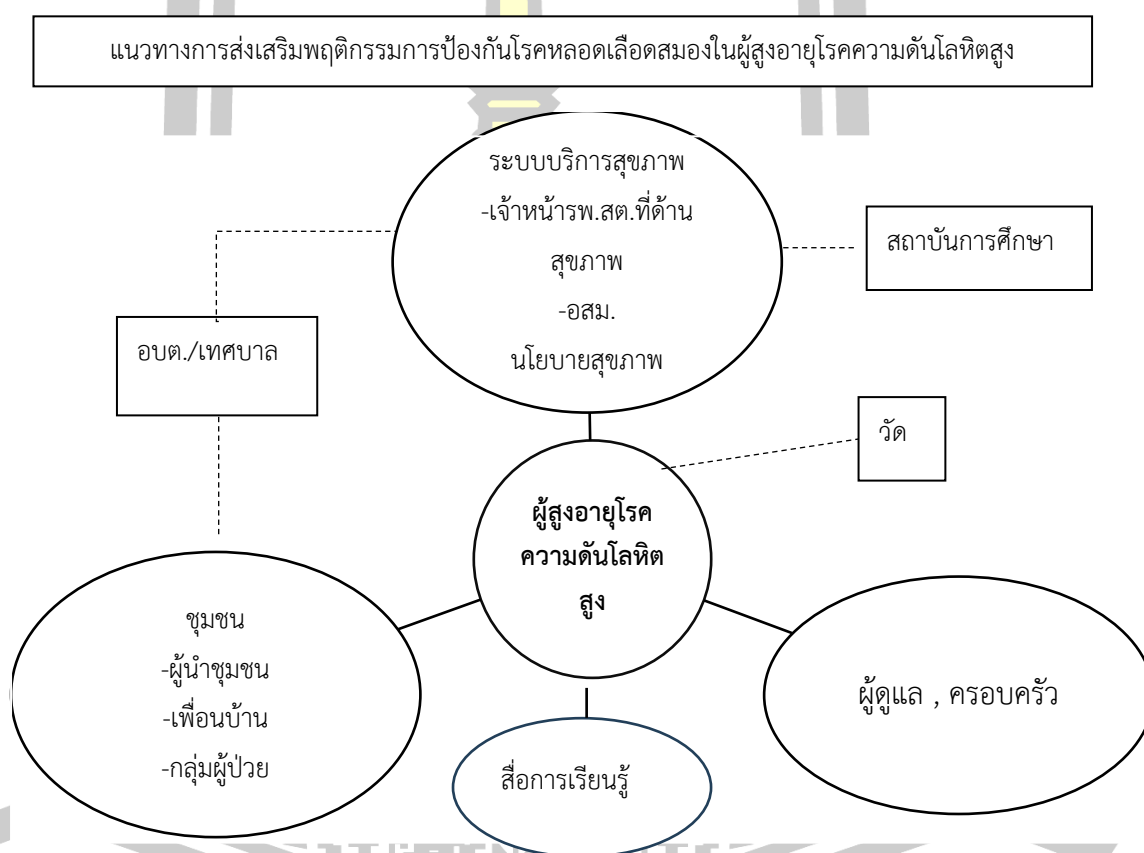 แนวทางการส่งเสริมพฤติกรรมการป้องกันโรคหลอดเลือดสมองในผู้สูงอายุโรคความดันโลหิตสูง
ระบบบริการสุขภาพ
-เจ้าหน้ารพ.สต.ที่ด้าน
สุขภาพ
-อสม.
นโยบายสุขภาพ
สถาบันการศึกษา
อบต./เทศบาล
วัด
ผู้สูงอายุโรค
ความดันโลหิต
สูง
ชุมชน
-ผู้นำชุมชน
-เพื่อนบ้าน
-กลุ่มผู้ป่วย
ผู้ดูแล , ครอบครัว
สื่อการเรียนรู้